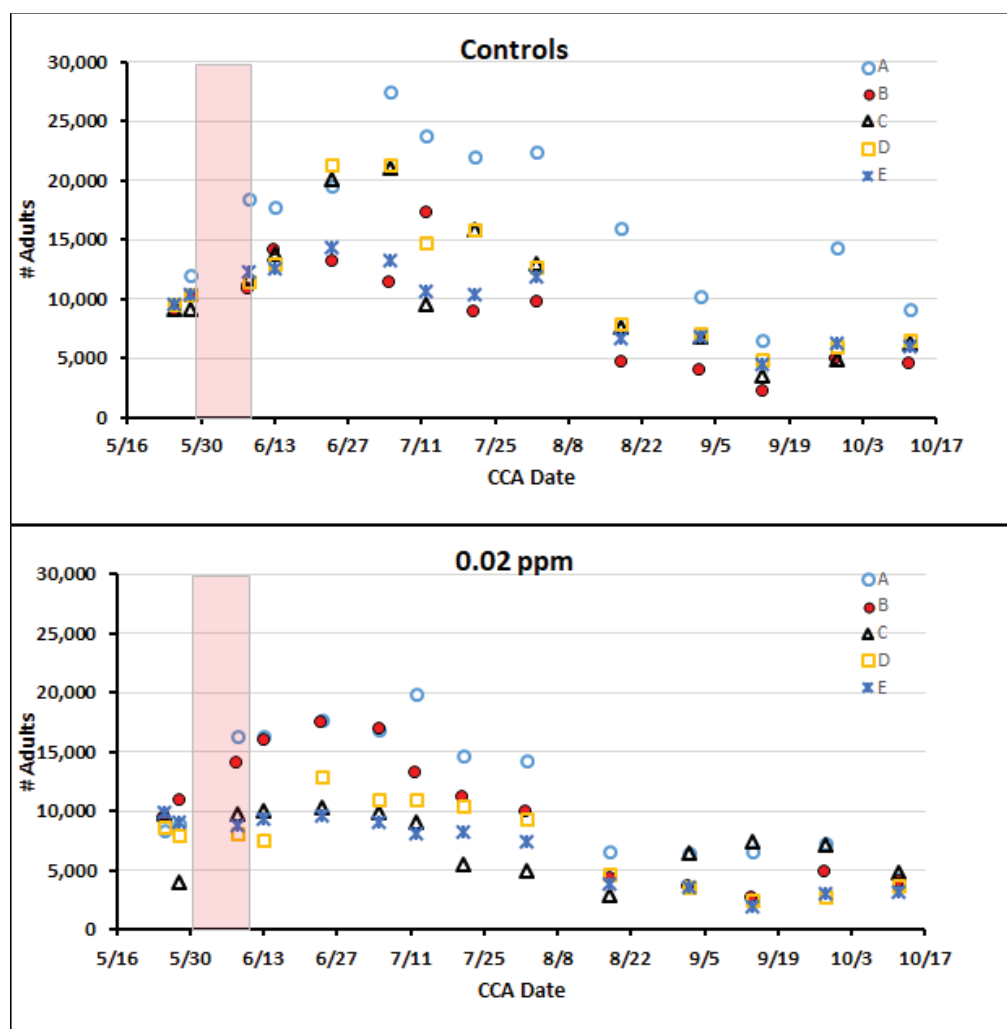 Controls
30,000
25,000
20,000
15,000
10,000
5,000
0
# Adults
5/16 5/30 6/13 6/27 7/11 7/25 8/8 8/22 9/5 9/19 10/3 10/17
CCA Date
A
B
C
D
E
0.02 ppm
30,000
25,000
20,000
15,000
10,000
5,000
0
# Adults
5/16 5/30 6/13 6/27 7/11 7/25 8/8 8/22 9/5 9/19 10/3 10/17
CCA Date
A
B
C
D
E